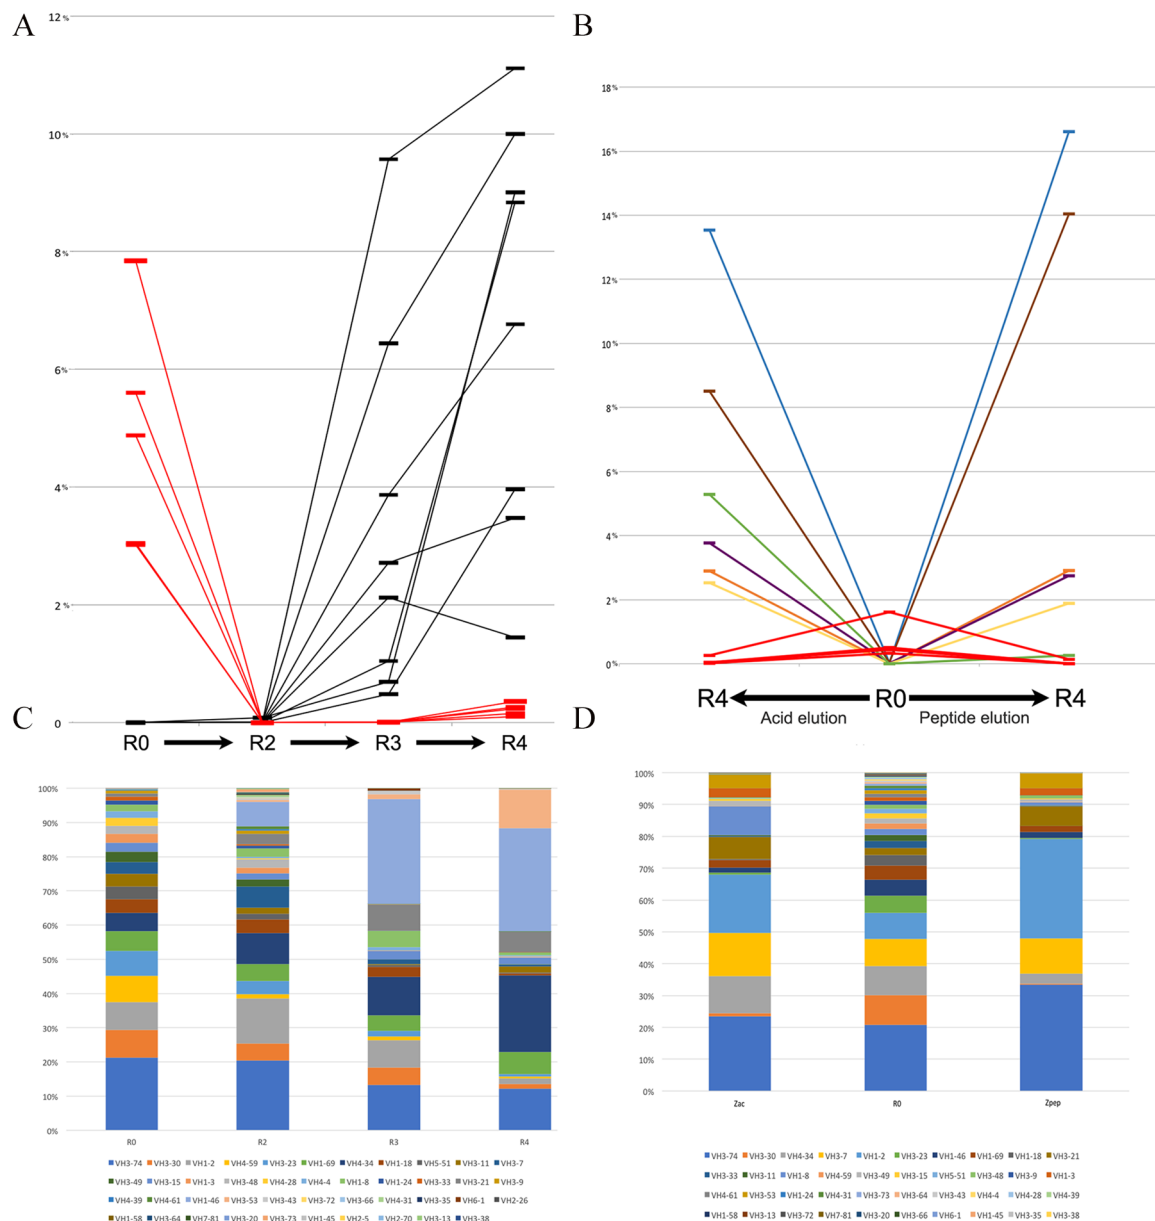 A
12%
10%
8%
6%
4%
2%
0
R0 R2 R3 R4
B
18%
16%
14%
12%
10%
8%
6%
4%
2%
0%
R4 R0 R4
Acid elution Peptide elution
C
100%
90%
80%
70%
60%
50%
40%
30%
20%
10%
0%
R0 R2 R3 R4
VH3-74 VH3-30 VH1-2 VH4-59 VH3-23 VH1-69 VH4-34 VH1-18 VH5-51 VH3-11 VH3-7
VH3-49 VH3-15 VH1-3 VH3-48 VH4-28 VH4-4 VH1-8 VH1-24 VH3-33 VH3-21 VH3-9
VH4-39 VH4-61 VH1-46 VH3-53 VH3-43 VH3-72 VH3-66 VH4-31 VH3-35 VH6-1 VH2-26
VH1-58 VH3-64 VH7-81 VH3-20 VH3-73 VH1-45 VH2-5 VH2-70 VH3-13 VH3-38
D
100%
90%
80%
70%
60%
50%
40%
30%
20%
10%
0%
Zac R0 Zpep
VH3-74 VH3-30 VH4-34 VH3-7 VH1-2 VH3-23 VH1-46 VH1-69 VH1-18 VH3-21
VH3-33 VH3-11 VH1-8 VH4-59 VH3-49 VH3-15 VH5-51 VH3-48 VH3-9 VH1-3
VH4-61 VH3-53 VH1-24 VH4-31 VH3-73 VH3-64 VH3-43 VH4-4 VH4-28 VH4-39
VH1-58 VH3-13 VH3-72 VH7-81 VH3-20 VH3-66 VH6-1 VH1-45 VH3-35 VH3-38